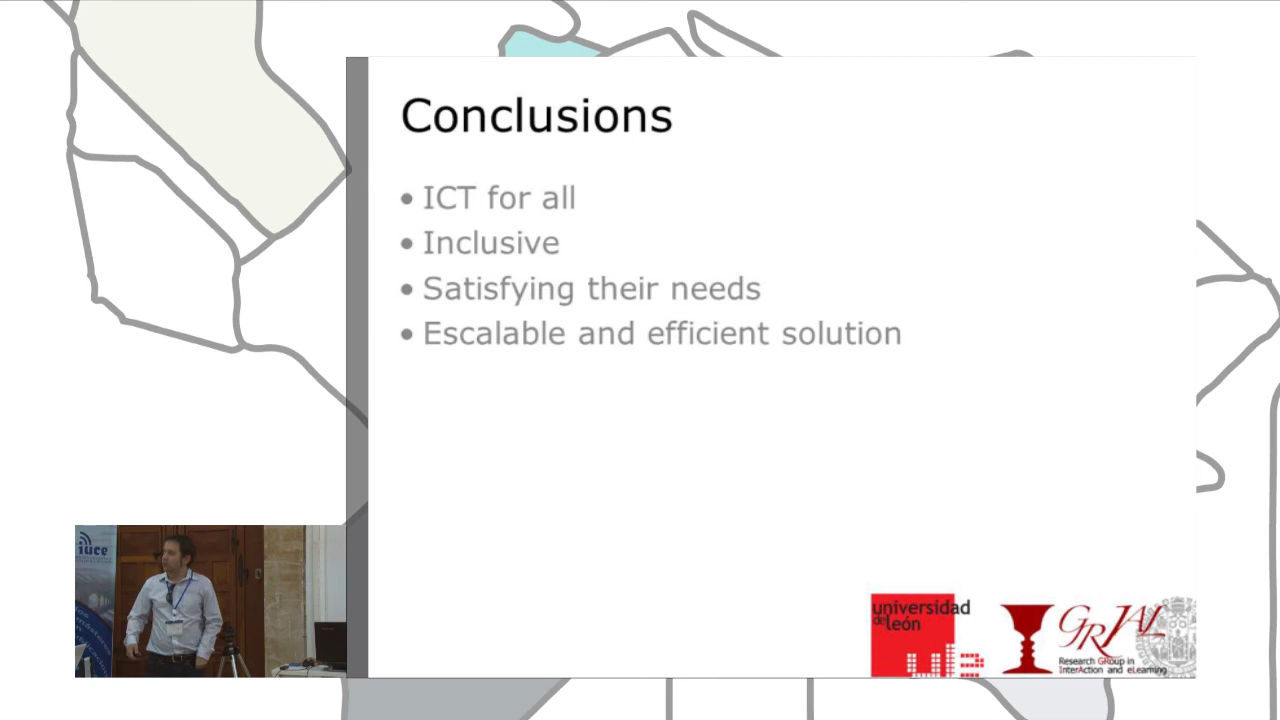 Conclusions
• ICT for all
• Inclusive
• Satisfying their needs
• Escalable and efficient solution
iuce
universidad
de león
GRIAL
Research GRoup in
InterAction and eLearning